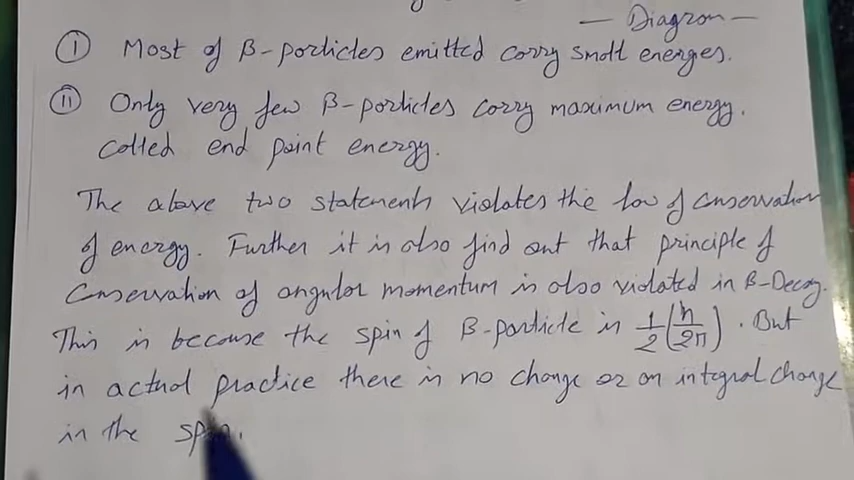 — Diagram —
(I) Most of β-particles emitted carry small energes.
(II) Only very few β-particles carry maximum energy.
called end point energy.
The above two statements violates the law of conservation
of energy. Further it is also find out that principle of
Conservation of angular momentum is also violated in β-Decay.
This is because the spin of β-particle is 1/2 (h/2π). But
in actual practice there is no change or an integral change
in the spin.